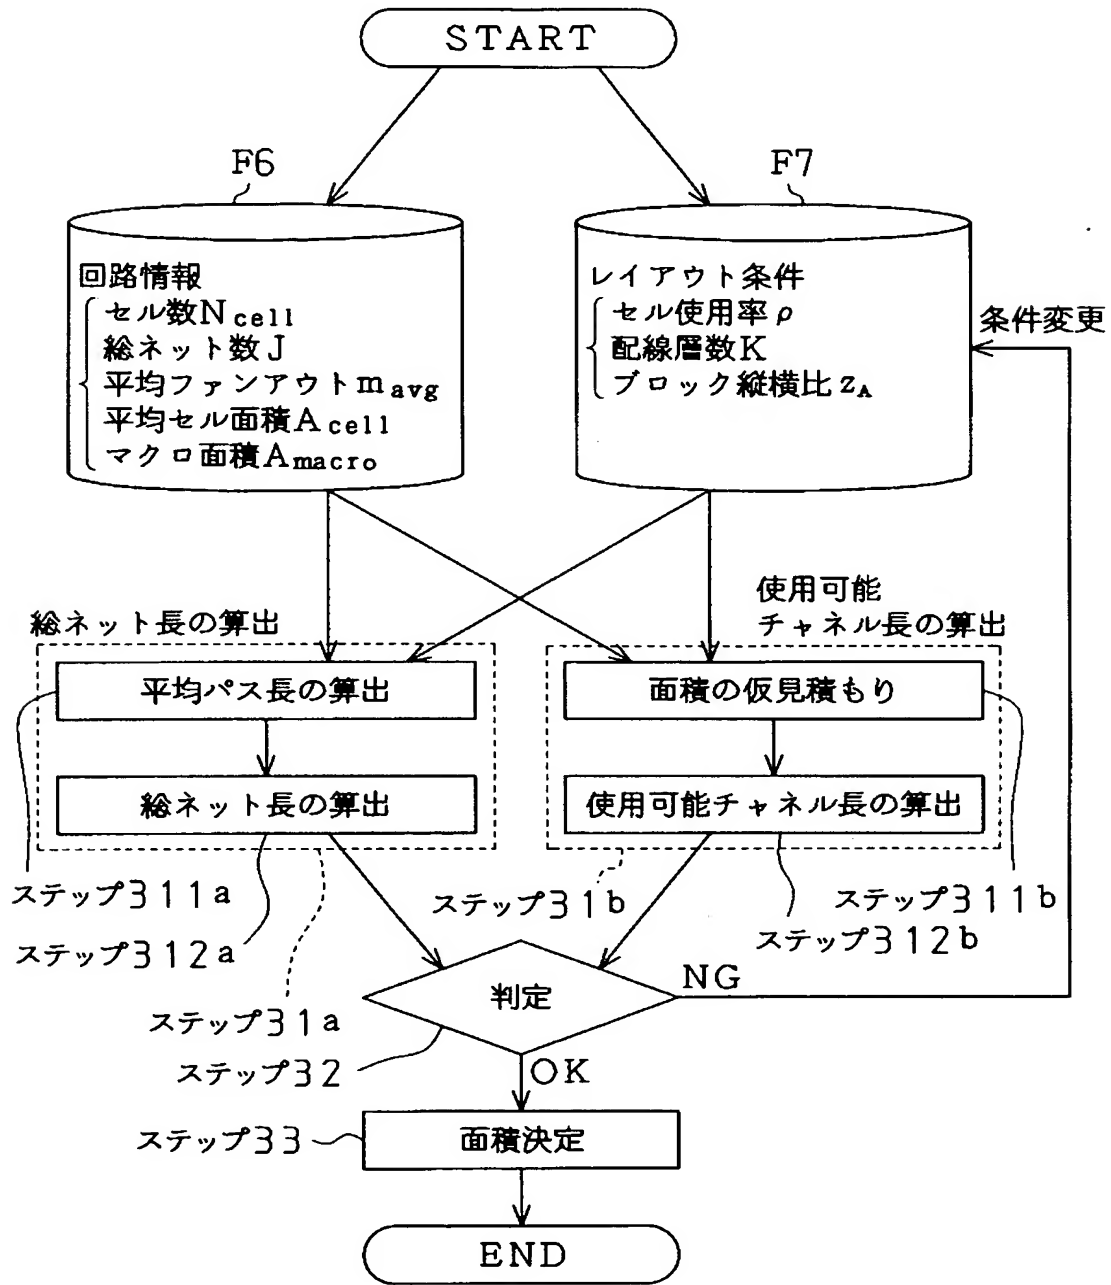 START
F6
F7
回路情報
セル数Ncell
総ネット数J
平均ファンアウトmavg
平均セル面積Acell
マクロ面積Amacro
レイアウト条件
セル使用率ρ
配線層数K
ブロック縦横比zA
条件変更
総ネット長の算出
使用可能
チャネル長の算出
平均パス長の算出
面積の仮見積もり
総ネット長の算出
使用可能チャネル長の算出
ステップ311a
ステップ31b
ステップ311b
ステップ312a
ステップ312b
判定
NG
ステップ31a
ステップ32
OK
ステップ33
面積決定
END